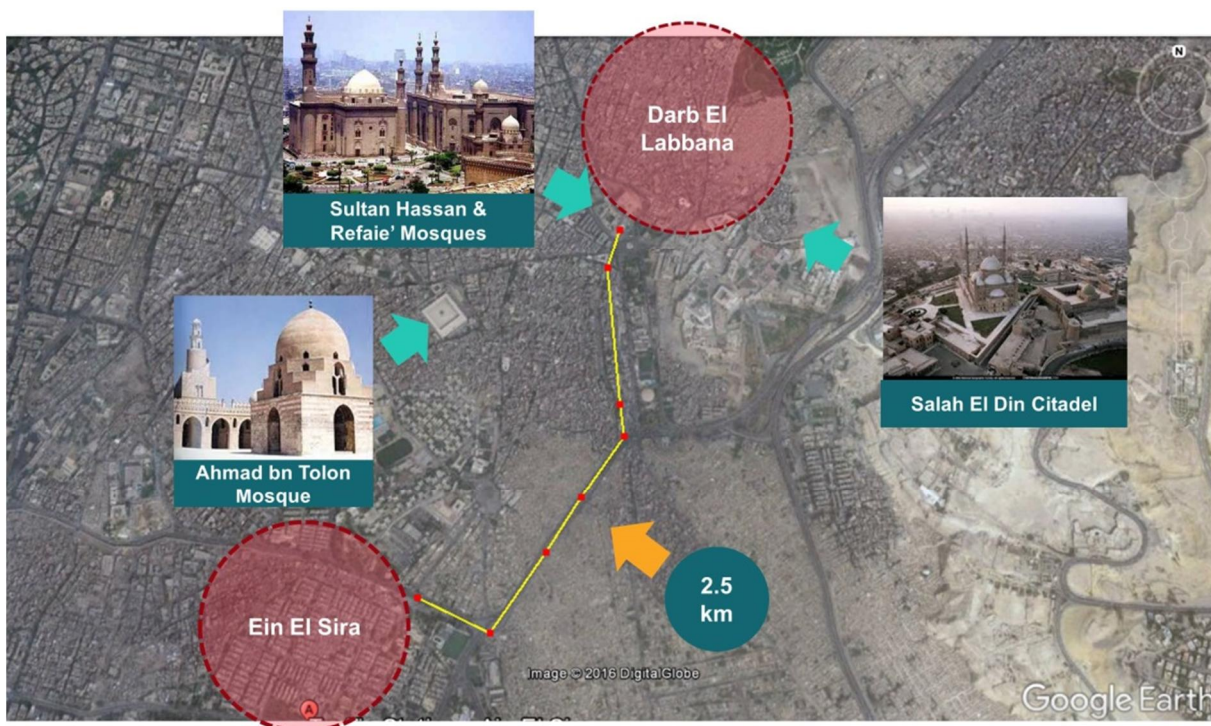 N
Darb El
Labbana
Sultan Hassan &
Refaie’ Mosques
Salah El Din Citadel
Ahmad bn Tolon
Mosque
2.5
km
Ein El Sira
Image © 2016 DigitalGlobe
A
Google Earth